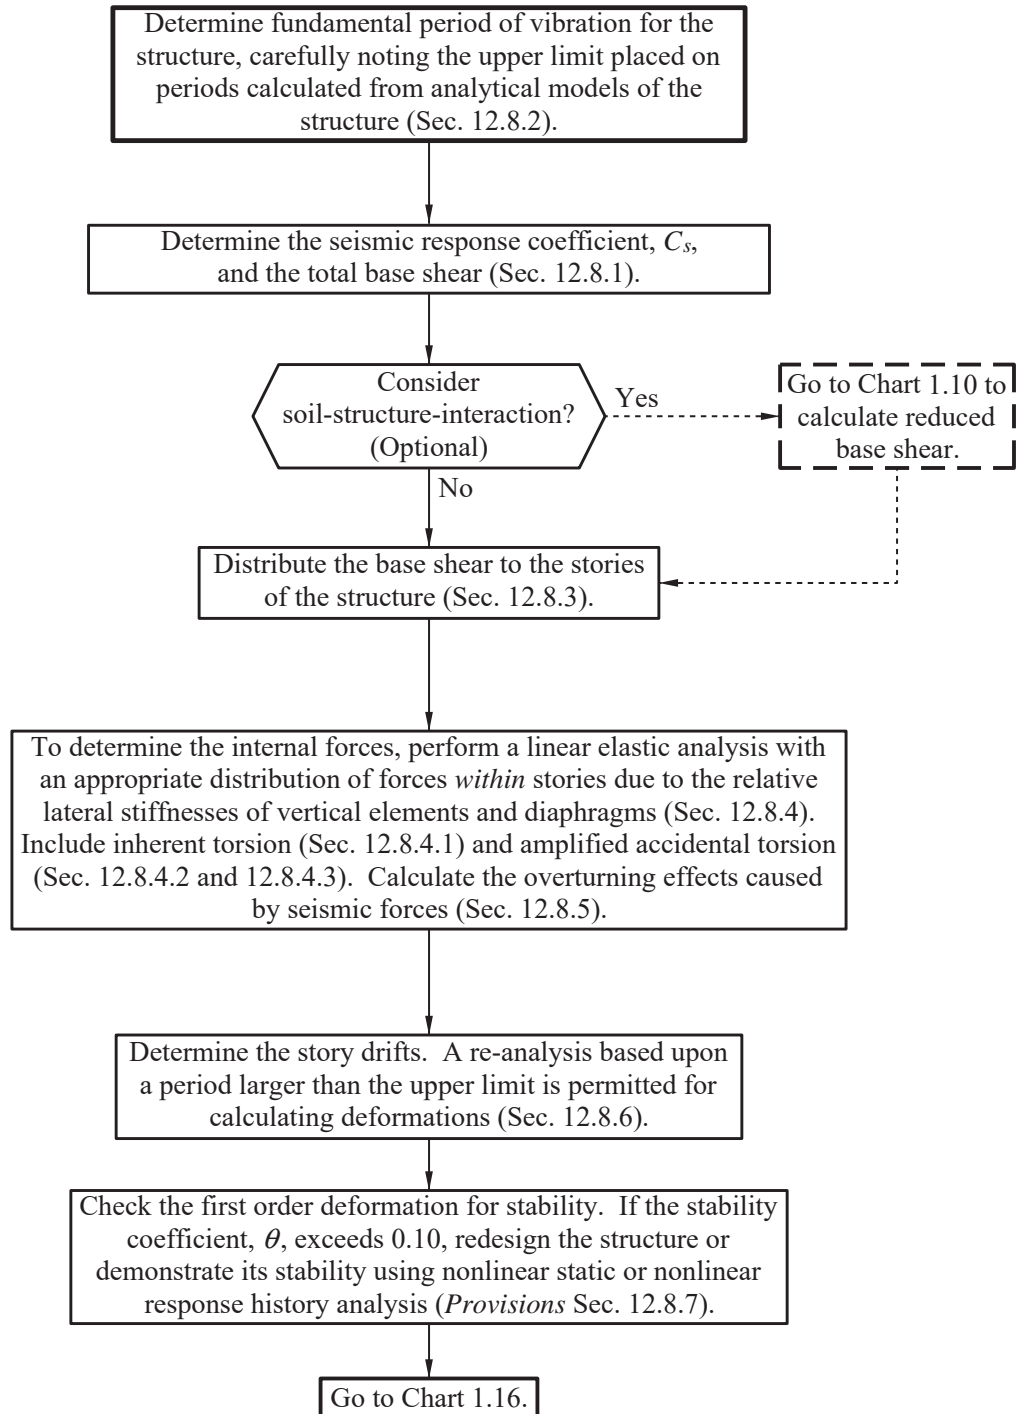 Determine fundamental period of vibration for the
structure, carefully noting the upper limit placed on
periods calculated from analytical models of the
structure (Sec. 12.8.2).
Determine the seismic response coefficient, Cs,
and the total base shear (Sec. 12.8.1).
Consider
soil-structure-interaction?
(Optional)
Yes
Go to Chart 1.10 to
calculate reduced
base shear.
No
Distribute the base shear to the stories
of the structure (Sec. 12.8.3).
To determine the internal forces, perform a linear elastic analysis with
an appropriate distribution of forces within stories due to the relative
lateral stiffnesses of vertical elements and diaphragms (Sec. 12.8.4).
Include inherent torsion (Sec. 12.8.4.1) and amplified accidental torsion
(Sec. 12.8.4.2 and 12.8.4.3). Calculate the overturning effects caused
by seismic forces (Sec. 12.8.5).
Determine the story drifts. A re-analysis based upon
a period larger than the upper limit is permitted for
calculating deformations (Sec. 12.8.6).
Check the first order deformation for stability. If the stability
coefficient, θ, exceeds 0.10, redesign the structure or
demonstrate its stability using nonlinear static or nonlinear
response history analysis (Provisions Sec. 12.8.7).
Go to Chart 1.16.